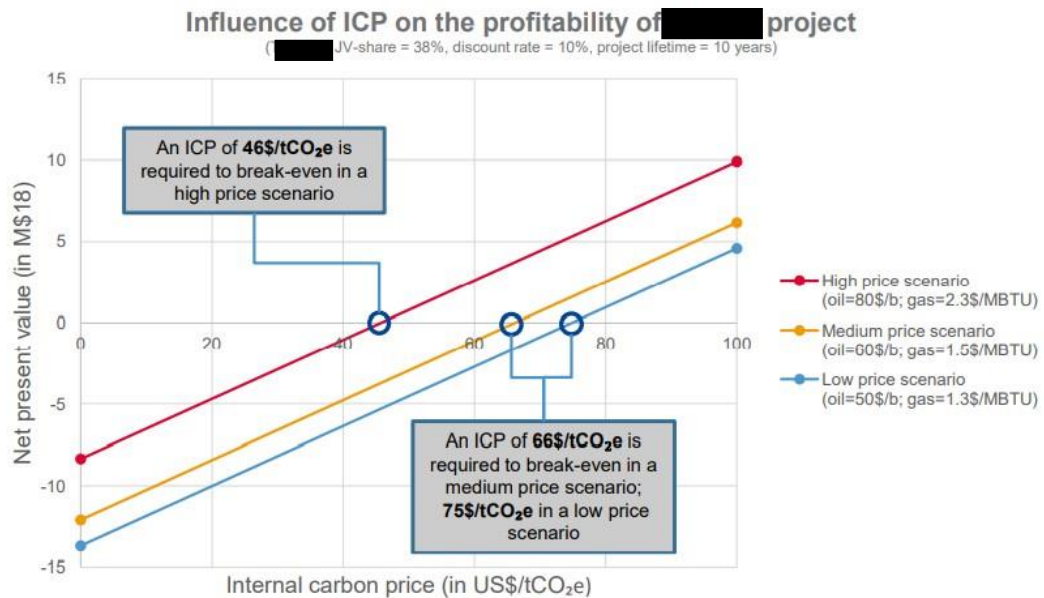 Influence of ICP on the profitability of project
( JV-share = 38%, discount rate = 10%, project lifetime = 10 years)
15
10
5
0
-5
-10
-15
0
20
40
60
80
100
Net present value (in M$18)
Internal carbon price (in US$/tCO₂e)
An ICP of 46$/tCO₂e is
required to break-even in a
high price scenario
An ICP of 66$/tCO₂e is
required to break-even in a
medium price scenario;
75$/tCO₂e in a low price
scenario
High price scenario
(oil=80$/b; gas=2.3$/MBTU)
Medium price scenario
(oil=60$/b; gas=1.5$/MBTU)
Low price scenario
(oil=50$/b; gas=1.3$/MBTU)